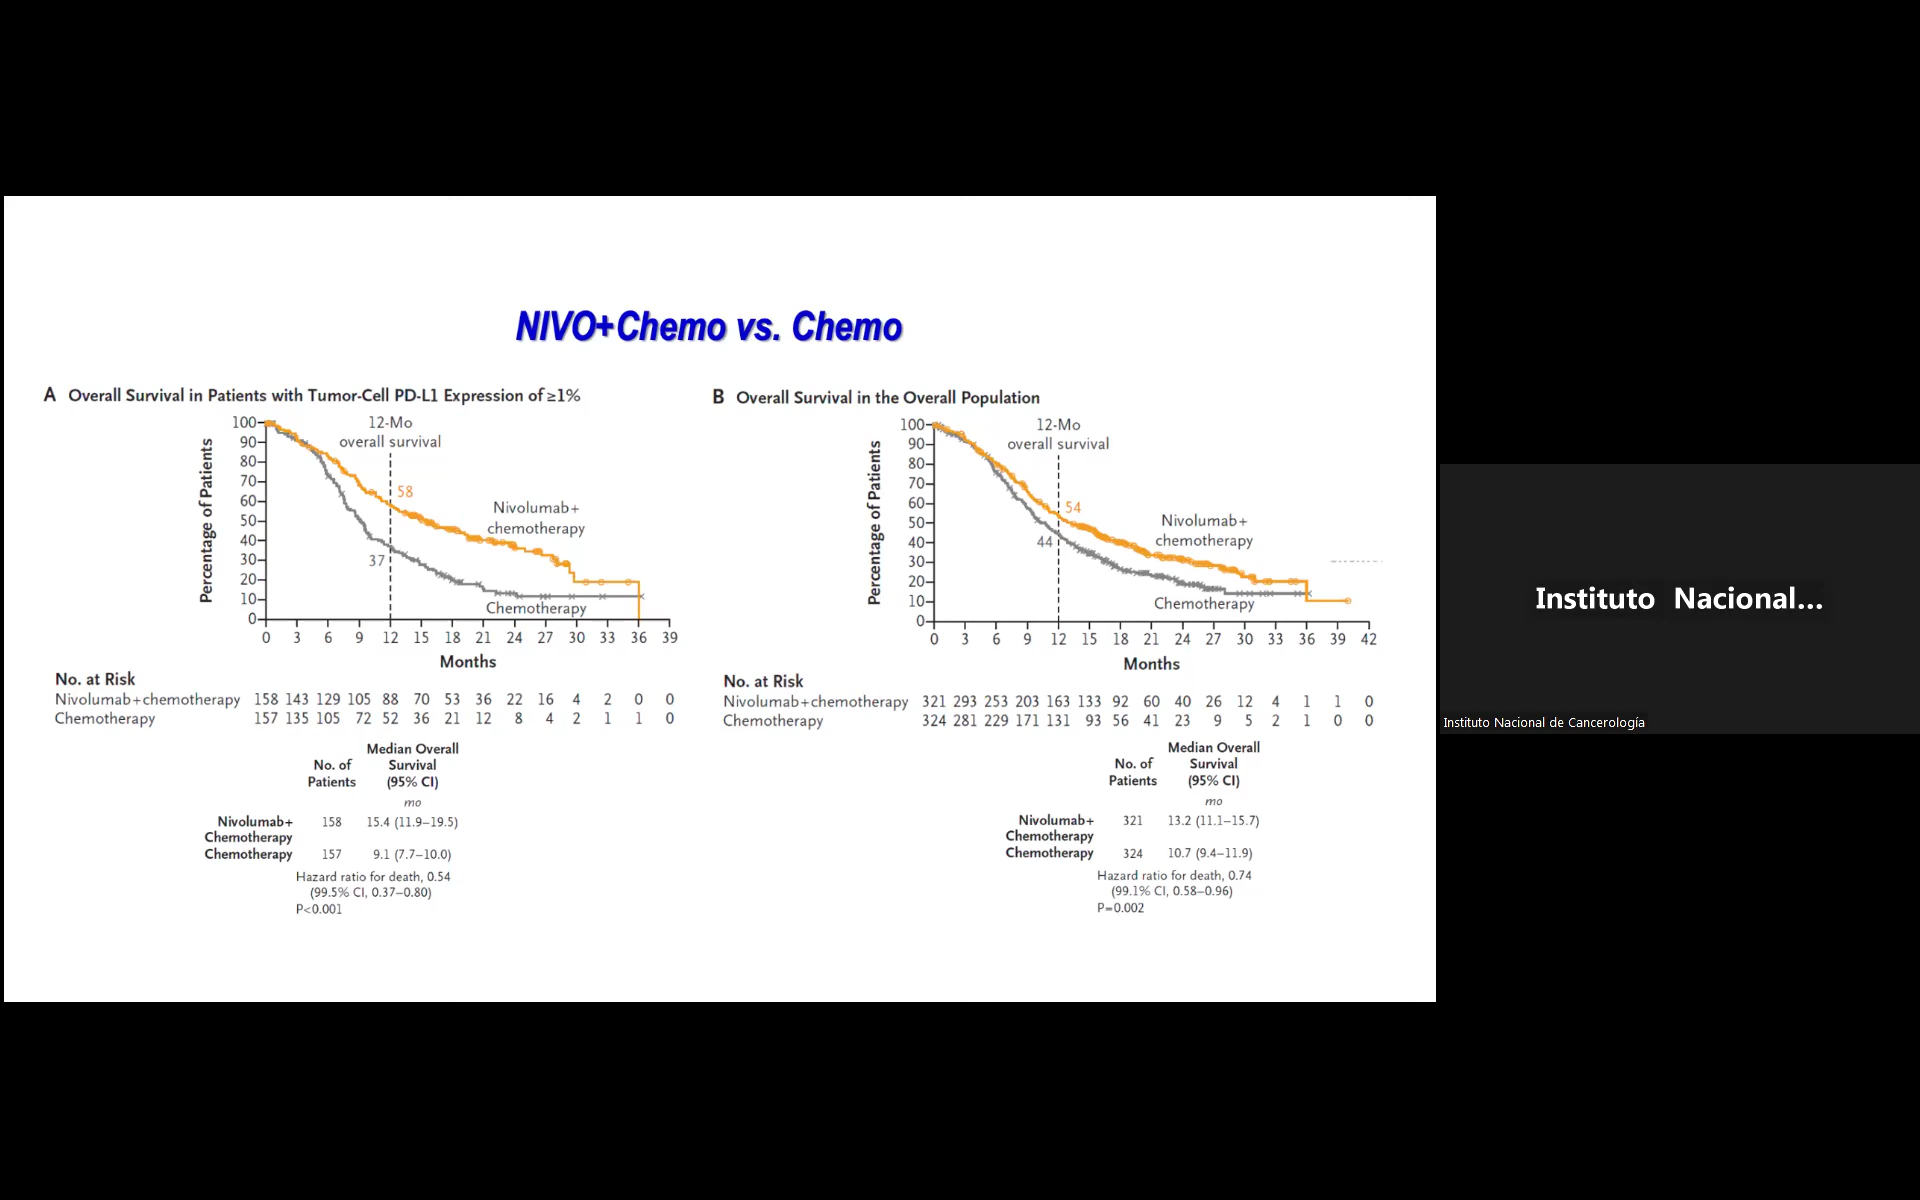 NIVO+Chemo vs. Chemo
A Overall Survival in Patients with Tumor-Cell PD-L1 Expression of ≥1%
Percentage of Patients
100
90
80
70
60
50
40
30
20
10
0
12-Mo
overall survival
58
37
Nivolumab+
chemotherapy
Chemotherapy
0 3 6 9 12 15 18 21 24 27 30 33 36 39
Months
No. at Risk
Nivolumab+chemotherapy 158 143 129 105 88 70 53 36 22 16 4 2 0 0
Chemotherapy 157 135 105 72 52 36 21 12 8 4 2 1 1 0
No. of
Patients
Median Overall
Survival
(95% CI)
mo
Nivolumab+
Chemotherapy
158 15.4 (11.9–19.5)
Chemotherapy 157 9.1 (7.7–10.0)
Hazard ratio for death, 0.54
(99.5% CI, 0.37–0.80)
P<0.001
B Overall Survival in the Overall Population
Percentage of Patients
100
90
80
70
60
50
40
30
20
10
0
12-Mo
overall survival
54
44
Nivolumab+
chemotherapy
Chemotherapy
0 3 6 9 12 15 18 21 24 27 30 33 36 39 42
Months
No. at Risk
Nivolumab+chemotherapy 321 293 253 203 163 133 92 60 40 26 12 4 1 1 0
Chemotherapy 324 281 229 171 131 93 56 41 23 9 5 2 1 0 0
No. of
Patients
Median Overall
Survival
(95% CI)
mo
Nivolumab+
Chemotherapy
321 13.2 (11.1–15.7)
Chemotherapy 324 10.7 (9.4–11.9)
Hazard ratio for death, 0.74
(99.1% CI, 0.58–0.96)
P=0.002
Instituto Nacional...
Instituto Nacional de Cancerología